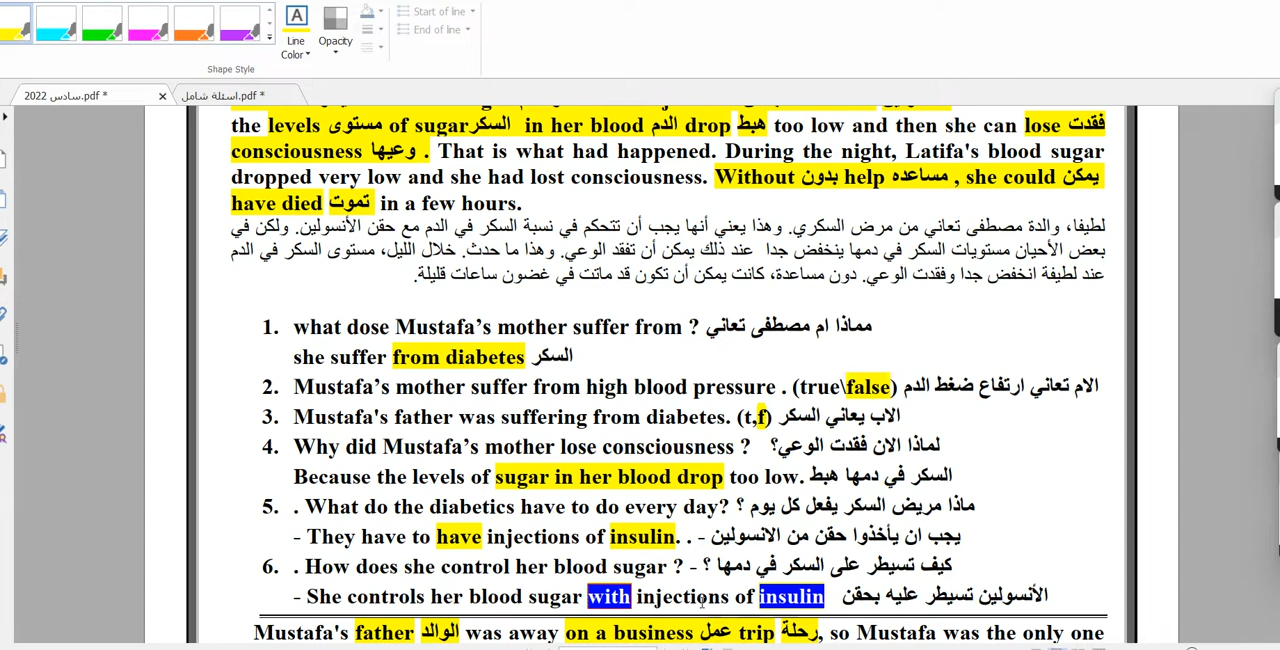 Start of line
End of line
Line Color
Opacity
Shape Style
سادس 2022.pdf *
اسئلة شامل.pdf *
the levels مستوى of sugar السكر in her blood الدم drop هبط too low and then she can lose فقدت
consciousness وعيها . That is what had happened. During the night, Latifa's blood sugar
dropped very low and she had lost consciousness. Without بدون help مساعده , she could يمكن
have died تموت in a few hours.
لطيفا، والدة مصطفى تعاني من مرض السكري. وهذا يعني أنها يجب أن تتحكم في نسبة السكر في الدم مع حقن الأنسولين. ولكن في
بعض الأحيان مستويات السكر في دمها ينخفض جدا عند ذلك يمكن أن تفقد الوعي. وهذا ما حدث. خلال الليل، مستوى السكر في الدم
عند لطيفة انخفض جدا وفقدت الوعي. دون مساعدة، كانت يمكن أن تكون قد ماتت في غضون ساعات قليلة.
1. what dose Mustafa's mother suffer from ? مماذا ام مصطفى تعاني
she suffer from diabetes السكر
2. Mustafa's mother suffer from high blood pressure . (true\false) الام تعاني ارتفاع ضغط الدم
3. Mustafa's father was suffering from diabetes. (t,f) الاب يعاني السكر
4. Why did Mustafa's mother lose consciousness ? لماذا الان فقدت الوعي؟
Because the levels of sugar in her blood drop too low. السكر في دمها هبط
5. . What do the diabetics have to do every day? ماذا مريض السكر يفعل كل يوم ؟
- They have to have injections of insulin. . - يجب ان يأخذوا حقن من الانسولين
6. . How does she control her blood sugar ? - كيف تسيطر على السكر في دمها ؟
- She controls her blood sugar with injections of insulin الأنسولين تسيطر عليه بحقن
Mustafa's father الوالد was away on a business عمل trip رحلة, so Mustafa was the only one